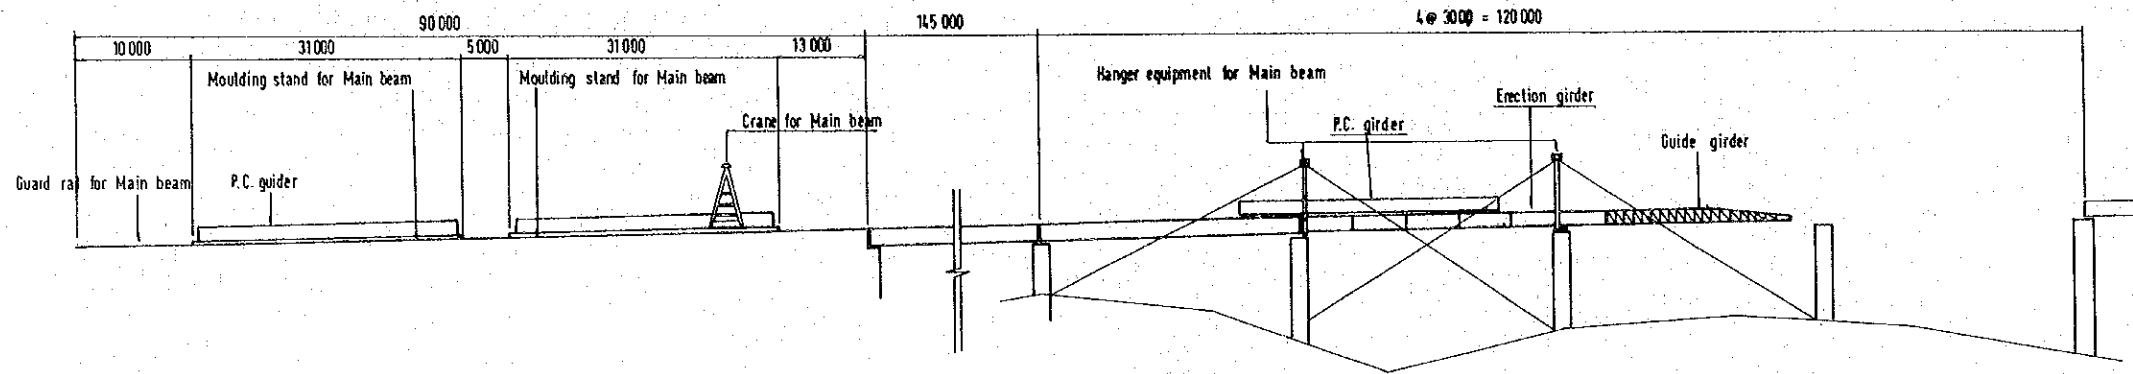 90 000
145 000
4 @ 3000 = 120 000
10 000
31 000
5 000
31 000
13 000
Moulding stand for Main beam
Moulding stand for Main beam
Hanger equipment for Main beam
Erection girder
Crane for Main beam
P.C. girder
Guide girder
Guard rail for Main beam
P.C. guider